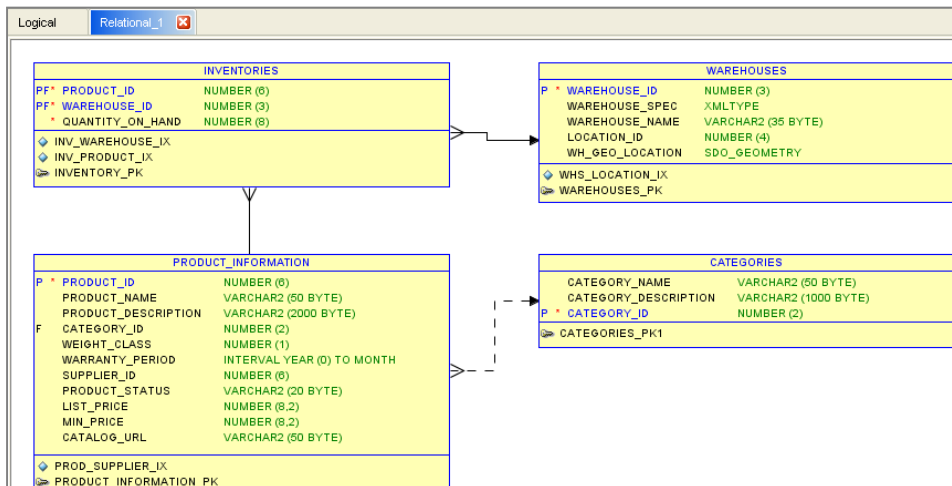 Logical Relational_1
INVENTORIES
PF* PRODUCT_ID NUMBER (6)
PF* WAREHOUSE_ID NUMBER (3)
* QUANTITY_ON_HAND NUMBER (8)
INV_WAREHOUSE_IX
INV_PRODUCT_IX
INVENTORY_PK
WAREHOUSES
P * WAREHOUSE_ID NUMBER (3)
WAREHOUSE_SPEC XMLTYPE
WAREHOUSE_NAME VARCHAR2 (35 BYTE)
LOCATION_ID NUMBER (4)
WH_GEO_LOCATION SDO_GEOMETRY
WHS_LOCATION_IX
WAREHOUSES_PK
PRODUCT_INFORMATION
P * PRODUCT_ID NUMBER (6)
PRODUCT_NAME VARCHAR2 (50 BYTE)
PRODUCT_DESCRIPTION VARCHAR2 (2000 BYTE)
F CATEGORY_ID NUMBER (2)
WEIGHT_CLASS NUMBER (1)
WARRANTY_PERIOD INTERVAL YEAR (0) TO MONTH
SUPPLIER_ID NUMBER (6)
PRODUCT_STATUS VARCHAR2 (20 BYTE)
LIST_PRICE NUMBER (8,2)
MIN_PRICE NUMBER (8,2)
CATALOG_URL VARCHAR2 (50 BYTE)
PROD_SUPPLIER_IX
PRODUCT_INFORMATION_PK
CATEGORIES
CATEGORY_NAME VARCHAR2 (50 BYTE)
CATEGORY_DESCRIPTION VARCHAR2 (1000 BYTE)
P * CATEGORY_ID NUMBER (2)
CATEGORIES_PK1